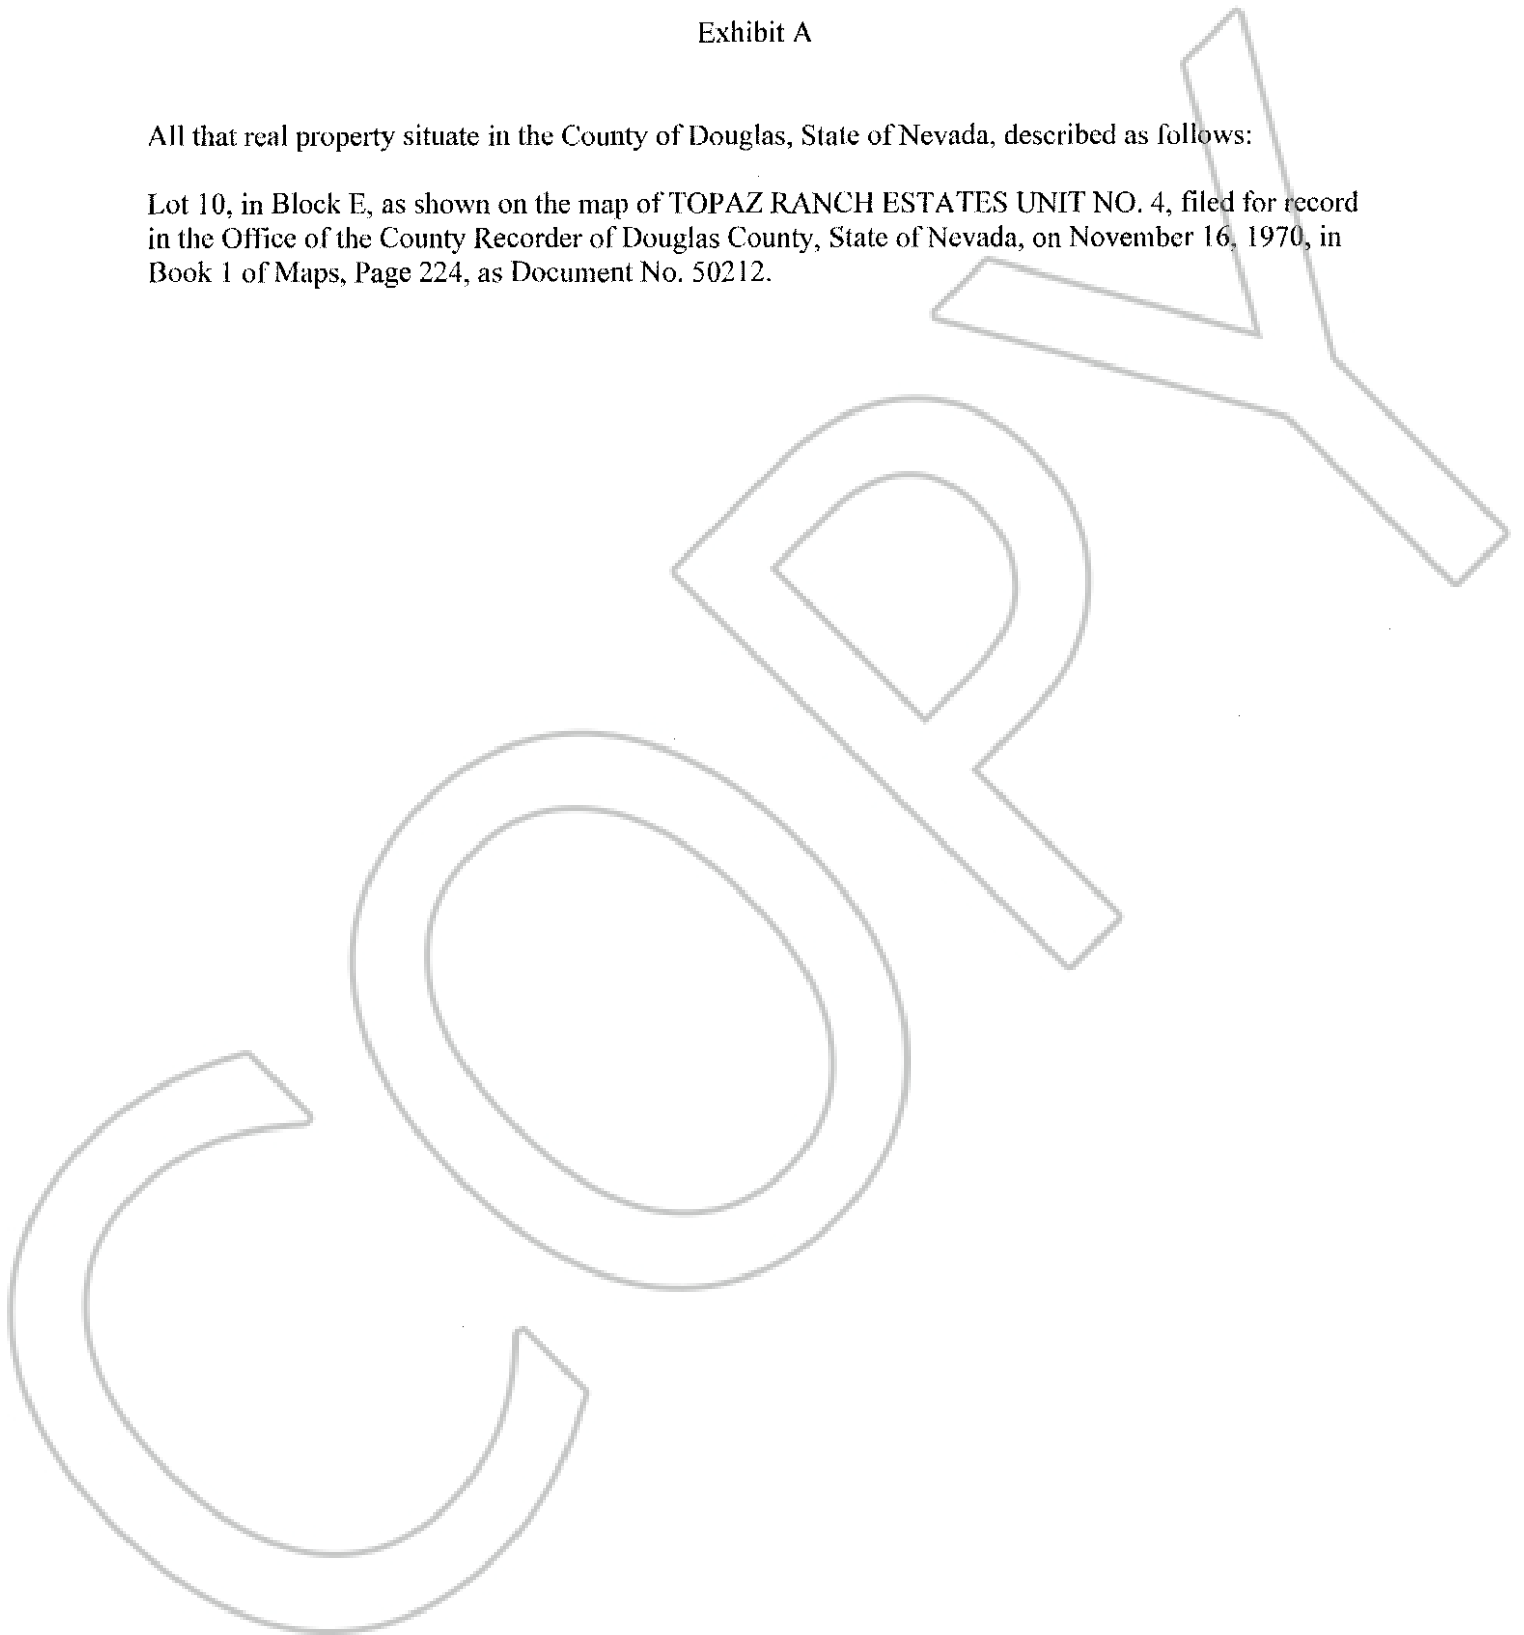 Exhibit A
All that real property situate in the County of Douglas, State of Nevada, described as follows:
Lot 10, in Block E, as shown on the map of TOPAZ RANCH ESTATES UNIT NO. 4, filed for record
in the Office of the County Recorder of Douglas County, State of Nevada, on November 16, 1970, in
Book 1 of Maps, Page 224, as Document No. 50212.
COPY